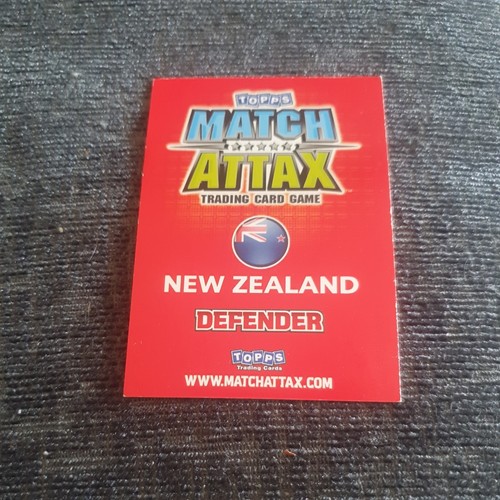 TOPPS
MATCH
ATTAX
TRADING CARD GAME
NEW ZEALAND
DEFENDER
TOPPS
Trading Cards
WWW.MATCHATTAX.COM